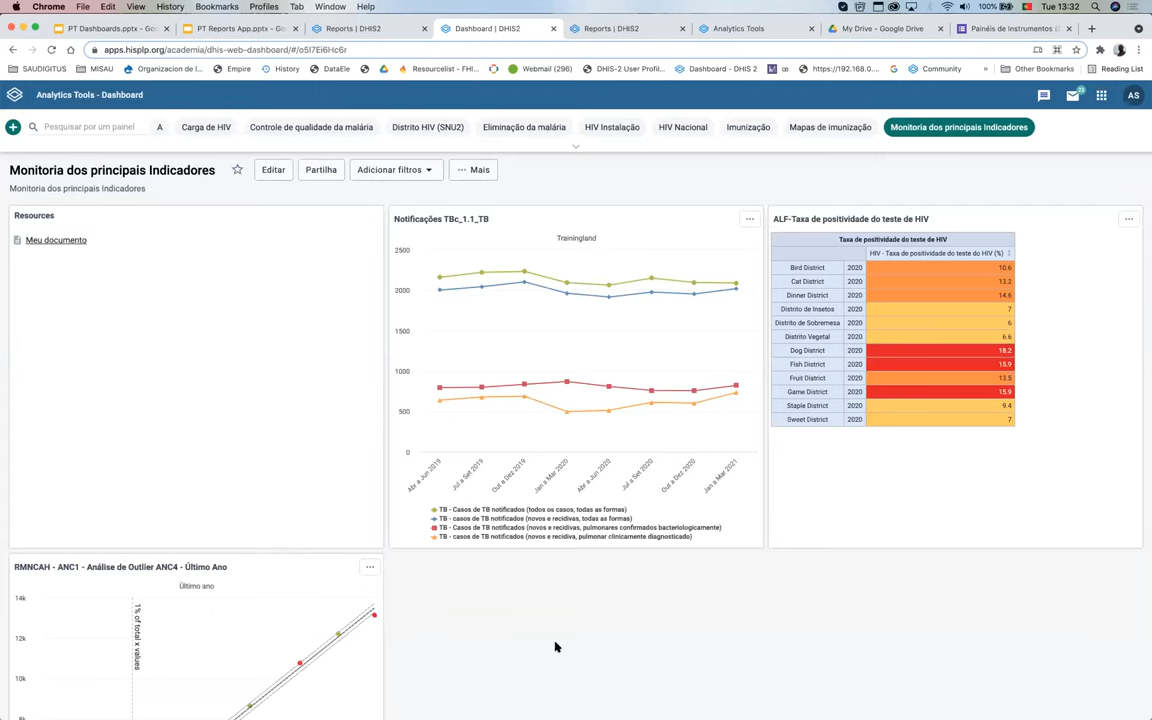 Chrome File Edit View History Bookmarks Profiles Tab Window Help 100% Tue 13:32
PT Dashboards.pptx - Goo PT Reports App.pptx - Goo Reports | DHIS2 Dashboard | DHIS2 Reports | DHIS2 Analytics Tools My Drive - Google Drive Painéis de Instrumentos (D
apps.hisplp.org/academia/dhis-web-dashboard/#/o5I7EI6Hc6r
SAUDIGITUS MISAU Organizacion de l... Empire History DataEle Resourcelist – FHI... Webmail (296) DHIS-2 User Profil... Dashboard - DHIS 2 https://192.168.0.... Community » Other Bookmarks Reading List
Analytics Tools - Dashboard AS
Pesquisar por um painel A Carga de HIV Controle de qualidade da malária Distrito HIV (SNU2) Eliminação da malária HIV Instalação HIV Nacional Imunização Mapas de imunização Monitoria dos principais Indicadores
Monitoria dos principais Indicadores Editar Partilha Adicionar filtros ··· Mais
Monitoria dos principais Indicadores
Resources
Meu documento
Notificações TBc_1.1_TB
Trainingland
2500
2000
1500
1000
500
0
Abr a Jun 2019 Jul a Set 2019 Out a Dez 2019 Jan a Mar 2020 Abr a Jun 2020 Jul a Set 2020 Out a Dez 2020 Jan a Mar 2021
TB - Casos de TB notificados (todos os casos, todas as formas)
TB - casos de TB notificados (novos e recidivas, todas as formas)
TB - Casos de TB notificados (novos e recidivas, pulmonares confirmados bacteriologicamente)
TB - casos de TB notificados (novos e recidiva, pulmonar clinicamente diagnosticado)
ALF-Taxa de positividade do teste de HIV
Taxa de positividade do teste de HIV
HIV - Taxa de positividade do teste do HIV (%)
Bird District 2020 10.6
Cat District 2020 13.2
Dinner District 2020 14.6
Distrito de Insetos 2020 7
Distrito de Sobremesa 2020 6
Distrito Vegetal 2020 6.6
Dog District 2020 18.2
Fish District 2020 15.9
Fruit District 2020 13.5
Game District 2020 15.9
Staple District 2020 9.4
Sweet District 2020 7
RMNCAH - ANC1 - Análise de Outlier ANC4 - Último Ano
Último ano
14k
12k
10k
1% of total x values